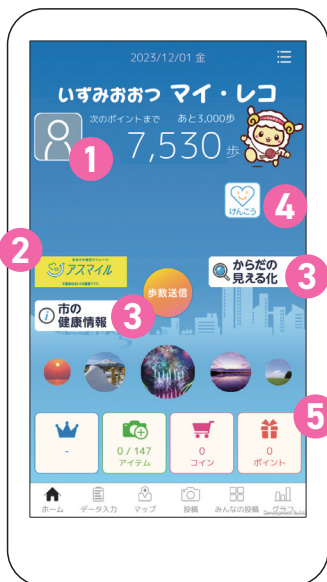 2023/12/01 金
いずみおおつ マイ・レコ
次のポイントまで あと3,000歩
7,530 歩
1
けんこう
4
2
アスマイル
歩数送信
からだの
見える化
3
市の
健康情報
3
5
-
0 / 147
アイテム
0
コイン
0
ポイント
ホーム
データ入力
マップ
投稿
みんなの投稿
グラフ
Development Build